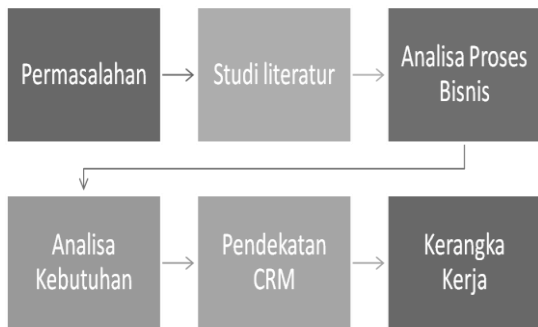 Permasalahan
Studi literatur
Analisa Proses
Bisnis
Analisa
Kebutuhan
Pendekatan
CRM
Kerangka
Kerja